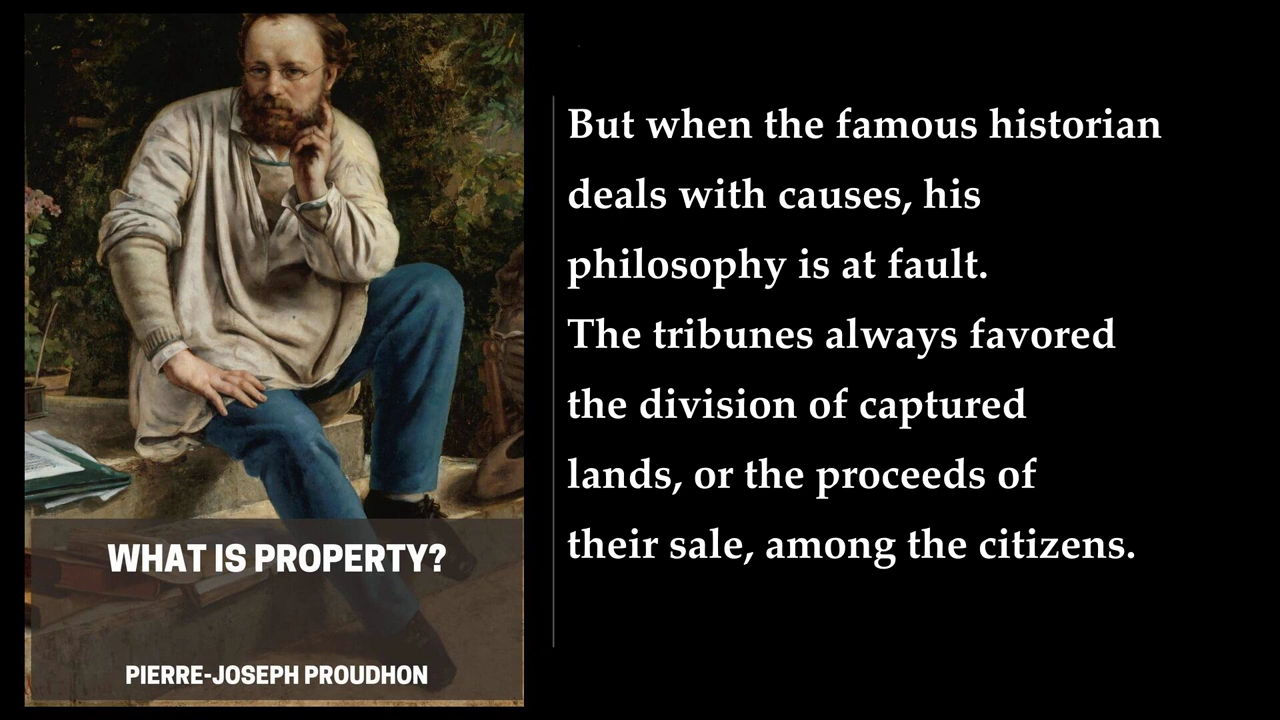 WHAT IS PROPERTY?
PIERRE-JOSEPH PROUDHON
But when the famous historian
deals with causes, his
philosophy is at fault.
The tribunes always favored
the division of captured
lands, or the proceeds of
their sale, among the citizens.